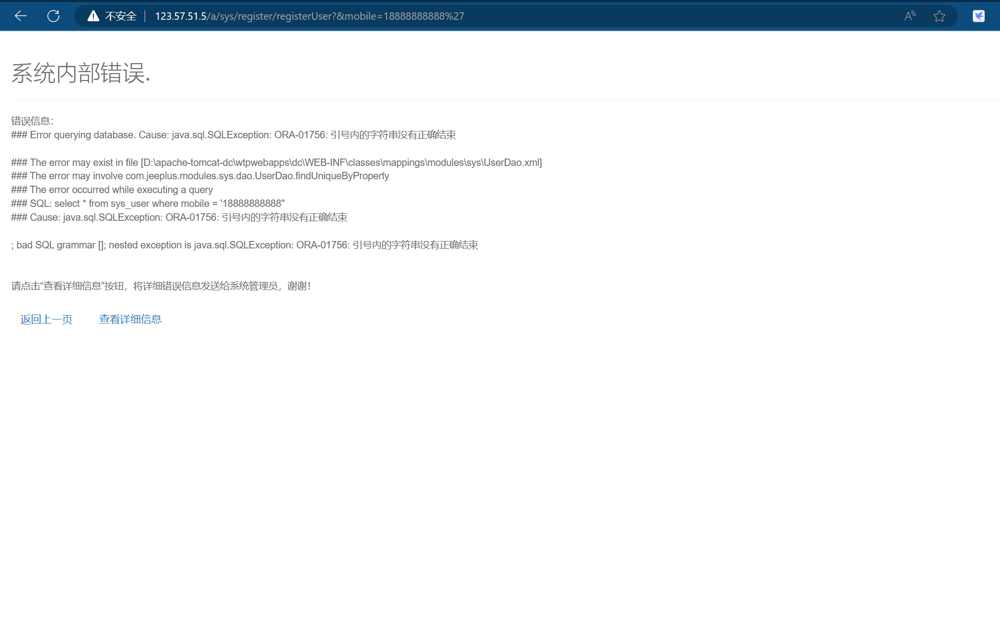 不安全 | 123.57.51.5/a/sys/register/registerUser?&mobile=18888888888%27
系统内部错误.
错误信息：
### Error querying database. Cause: java.sql.SQLException: ORA-01756: 引号内的字符串没有正确结束
### The error may exist in file [D:\apache-tomcat-dc\wtpwebapps\dc\WEB-INF\classes\mappings\modules\sys\UserDao.xml]
### The error may involve com.jeeplus.modules.sys.dao.UserDao.findUniqueByProperty
### The error occurred while executing a query
### SQL: select * from sys_user where mobile = '18888888888''
### Cause: java.sql.SQLException: ORA-01756: 引号内的字符串没有正确结束
; bad SQL grammar []; nested exception is java.sql.SQLException: ORA-01756: 引号内的字符串没有正确结束
请点击“查看详细信息”按钮，将详细错误信息发送给系统管理员，谢谢！
返回上一页 查看详细信息